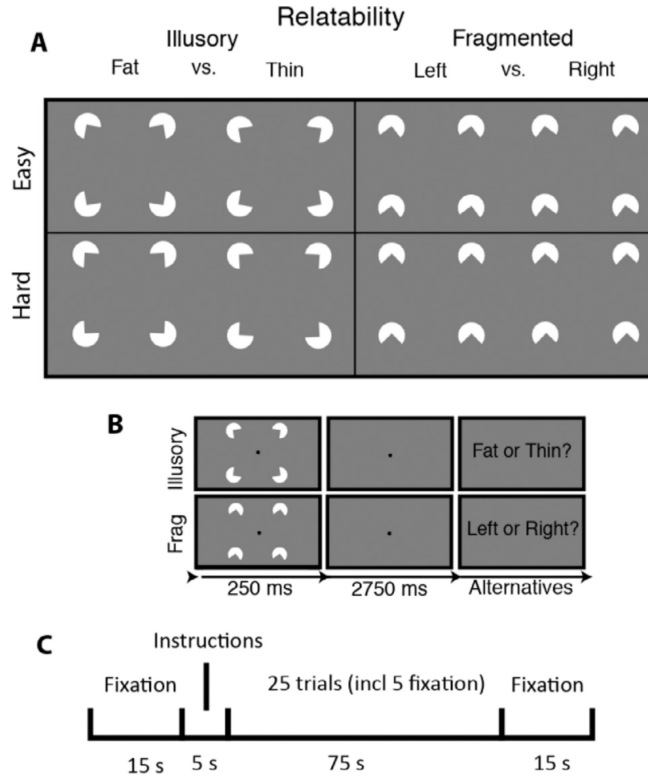 Relatability
A
Illusory
Fragmented
Fat vs. Thin
Left vs. Right
Easy
Hard
B
Illusory
Fat or Thin?
Frag
Left or Right?
250 ms 2750 ms Alternatives
C
Instructions
Fixation 25 trials (incl 5 fixation) Fixation
15 s 5 s 75 s 15 s